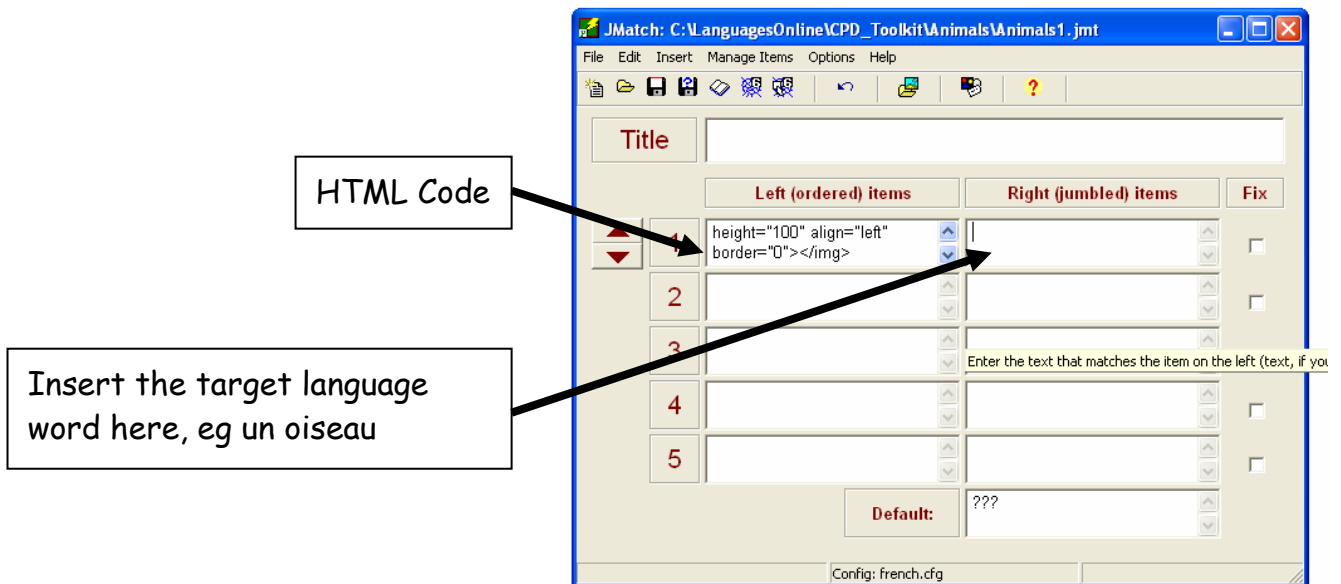 JMatch: C:\LanguagesOnline\CPD_Toolkit\Animals\Animals1.jmt
File Edit Insert Manage Items Options Help
Title
HTML Code
Left (ordered) items Right (jumbled) items Fix
1
height="100" align="left"
border="0"></img>
2
3
Enter the text that matches the item on the left (text, if you
Insert the target language
word here, eg un oiseau
4
5
Default: ???
Config: french.cfg